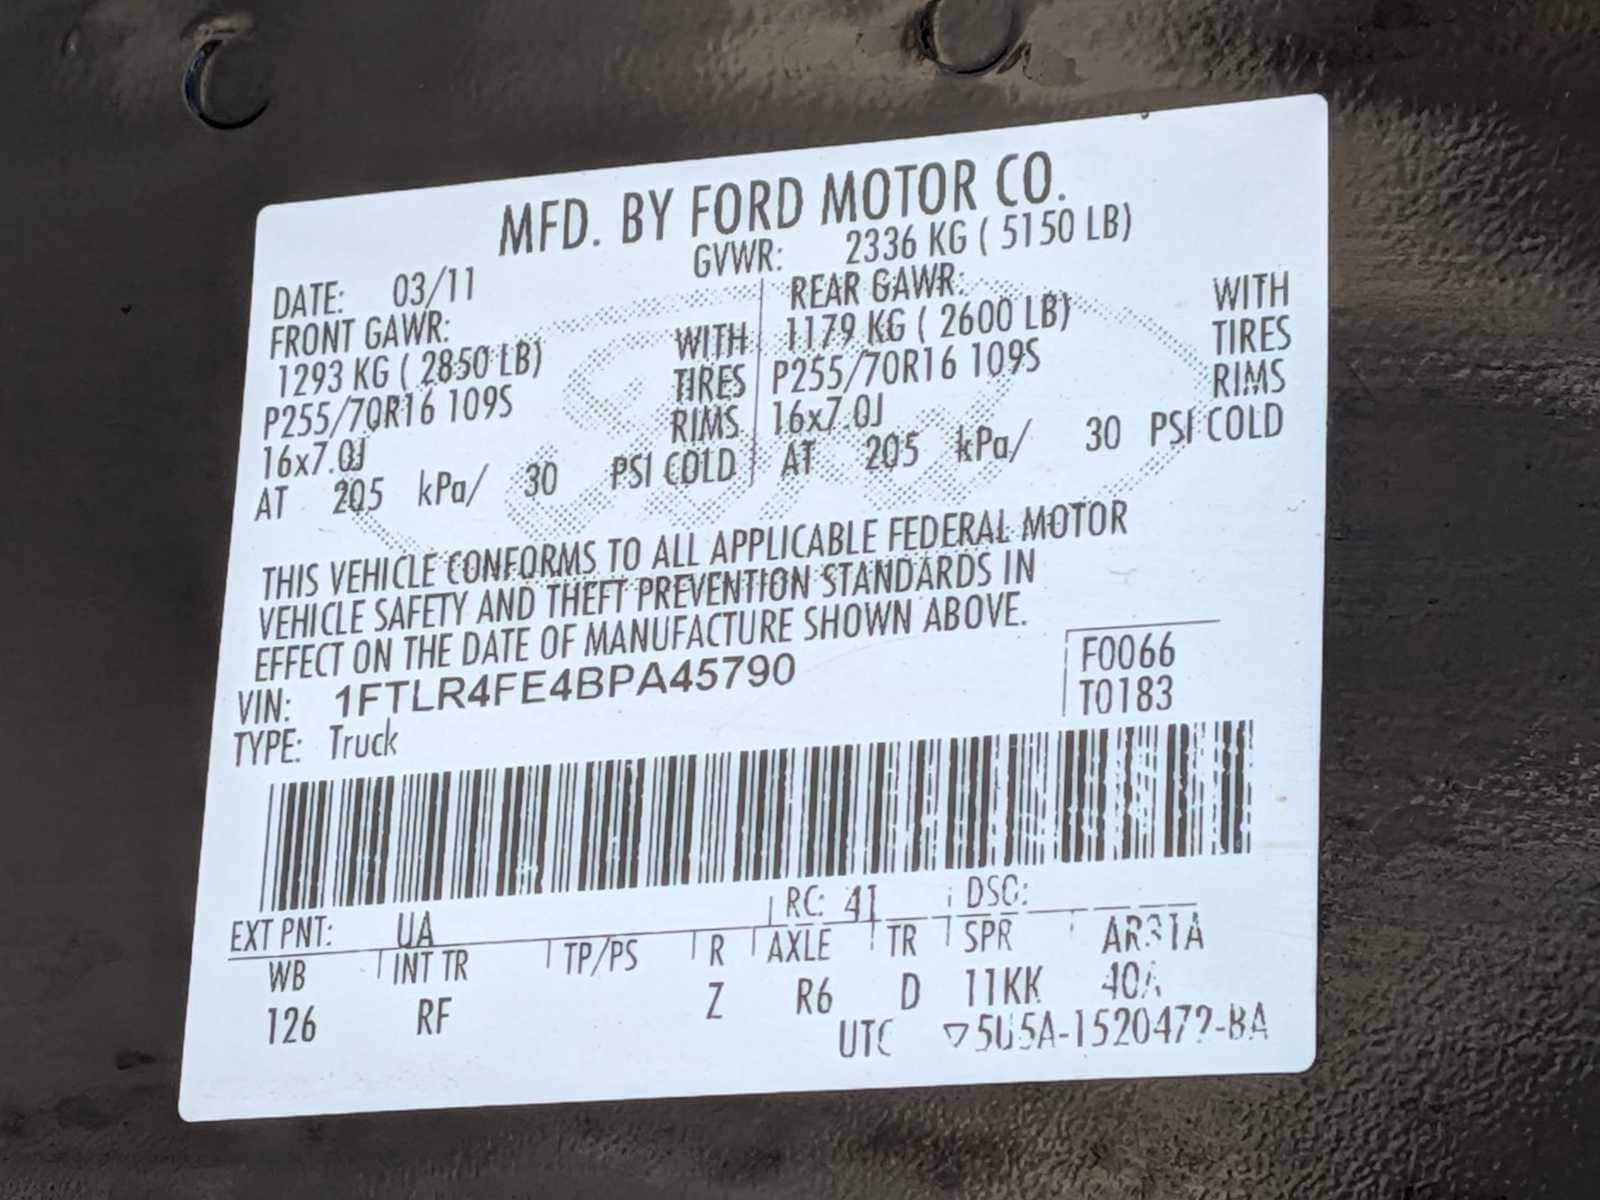 MFD. BY FORD MOTOR CO.
DATE: 03/11 GVWR: 2336 KG ( 5150 LB)
FRONT GAWR: REAR GAWR:
1293 KG ( 2850 LB) WITH 1179 KG ( 2600 LB) WITH
P255/70R16 109S TIRES P255/70R16 109S TIRES
16x7.0J RIMS 16x7.0J RIMS
AT 205 kPa/ 30 PSI COLD AT 205 kPa/ 30 PSI COLD
THIS VEHICLE CONFORMS TO ALL APPLICABLE FEDERAL MOTOR
VEHICLE SAFETY AND THEFT PREVENTION STANDARDS IN
EFFECT ON THE DATE OF MANUFACTURE SHOWN ABOVE.
VIN: 1FTLR4FE4BPA45790 F0066
TYPE: Truck T0183
EXT PNT: UA RC: 41 DSO:
WB INT TR TP/PS R AXLE TR SPR
126 RF Z R6 D 11KK 40A
UTC